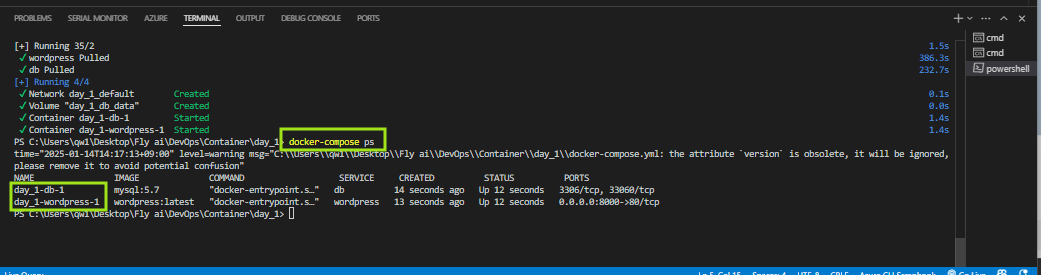 PROBLEMS SERIAL MONITOR AZURE TERMINAL OUTPUT DEBUG CONSOLE PORTS
[+] Running 35/2 1.5s
✓ wordpress Pulled 386.3s
✓ db Pulled 232.7s
[+] Running 4/4
✓ Network day_1_default Created 0.1s
✓ Volume "day_1_db_data" Created 0.0s
✓ Container day_1-db-1 Started 1.4s
✓ Container day_1-wordpress-1 Started 1.4s
PS C:\Users\qw1\Desktop\Fly ai\DevOps\Container\day_1> docker-compose ps
time="2025-01-14T14:17:13+09:00" level=warning msg="C:\\Users\\qw1\\Desktop\\Fly ai\\DevOps\\Container\\day_1\\docker-compose.yml: the attribute `version` is obsolete, it will be ignored,
please remove it to avoid potential confusion"
NAME IMAGE COMMAND SERVICE CREATED STATUS PORTS
day_1-db-1 mysql:5.7 "docker-entrypoint.s…" db 14 seconds ago Up 12 seconds 3306/tcp, 33060/tcp
day_1-wordpress-1 wordpress:latest "docker-entrypoint.s…" wordpress 13 seconds ago Up 12 seconds 0.0.0.0:8000->80/tcp
PS C:\Users\qw1\Desktop\Fly ai\DevOps\Container\day_1>
cmd
cmd
powershell